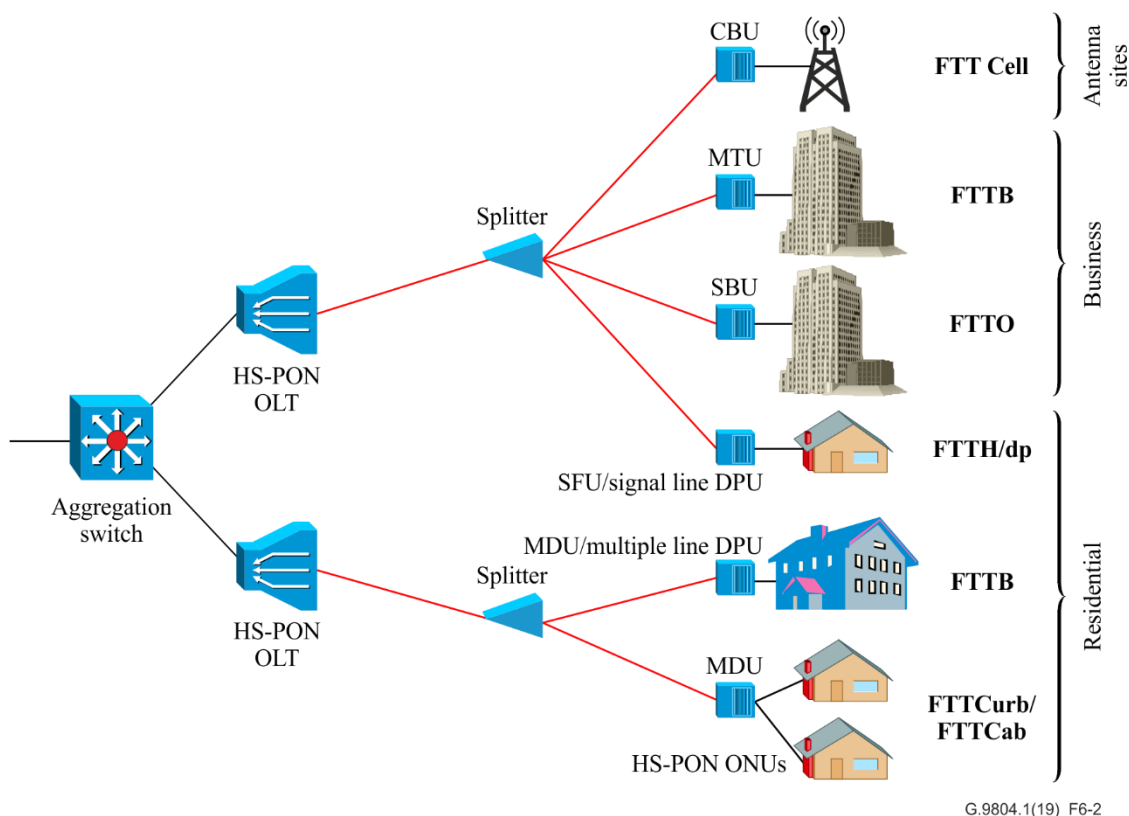 CBU
FTT Cell
Antenna
sites
MTU
FTTB
Splitter
Business
SBU
FTTO
HS-PON
OLT
FTTH/dp
SFU/signal line DPU
Aggregation
switch
MDU/multiple line DPU
Splitter
FTTB
Residential
HS-PON
OLT
MDU
FTTCurb/
FTTCab
HS-PON ONUs
G.9804.1(19)_F6-2